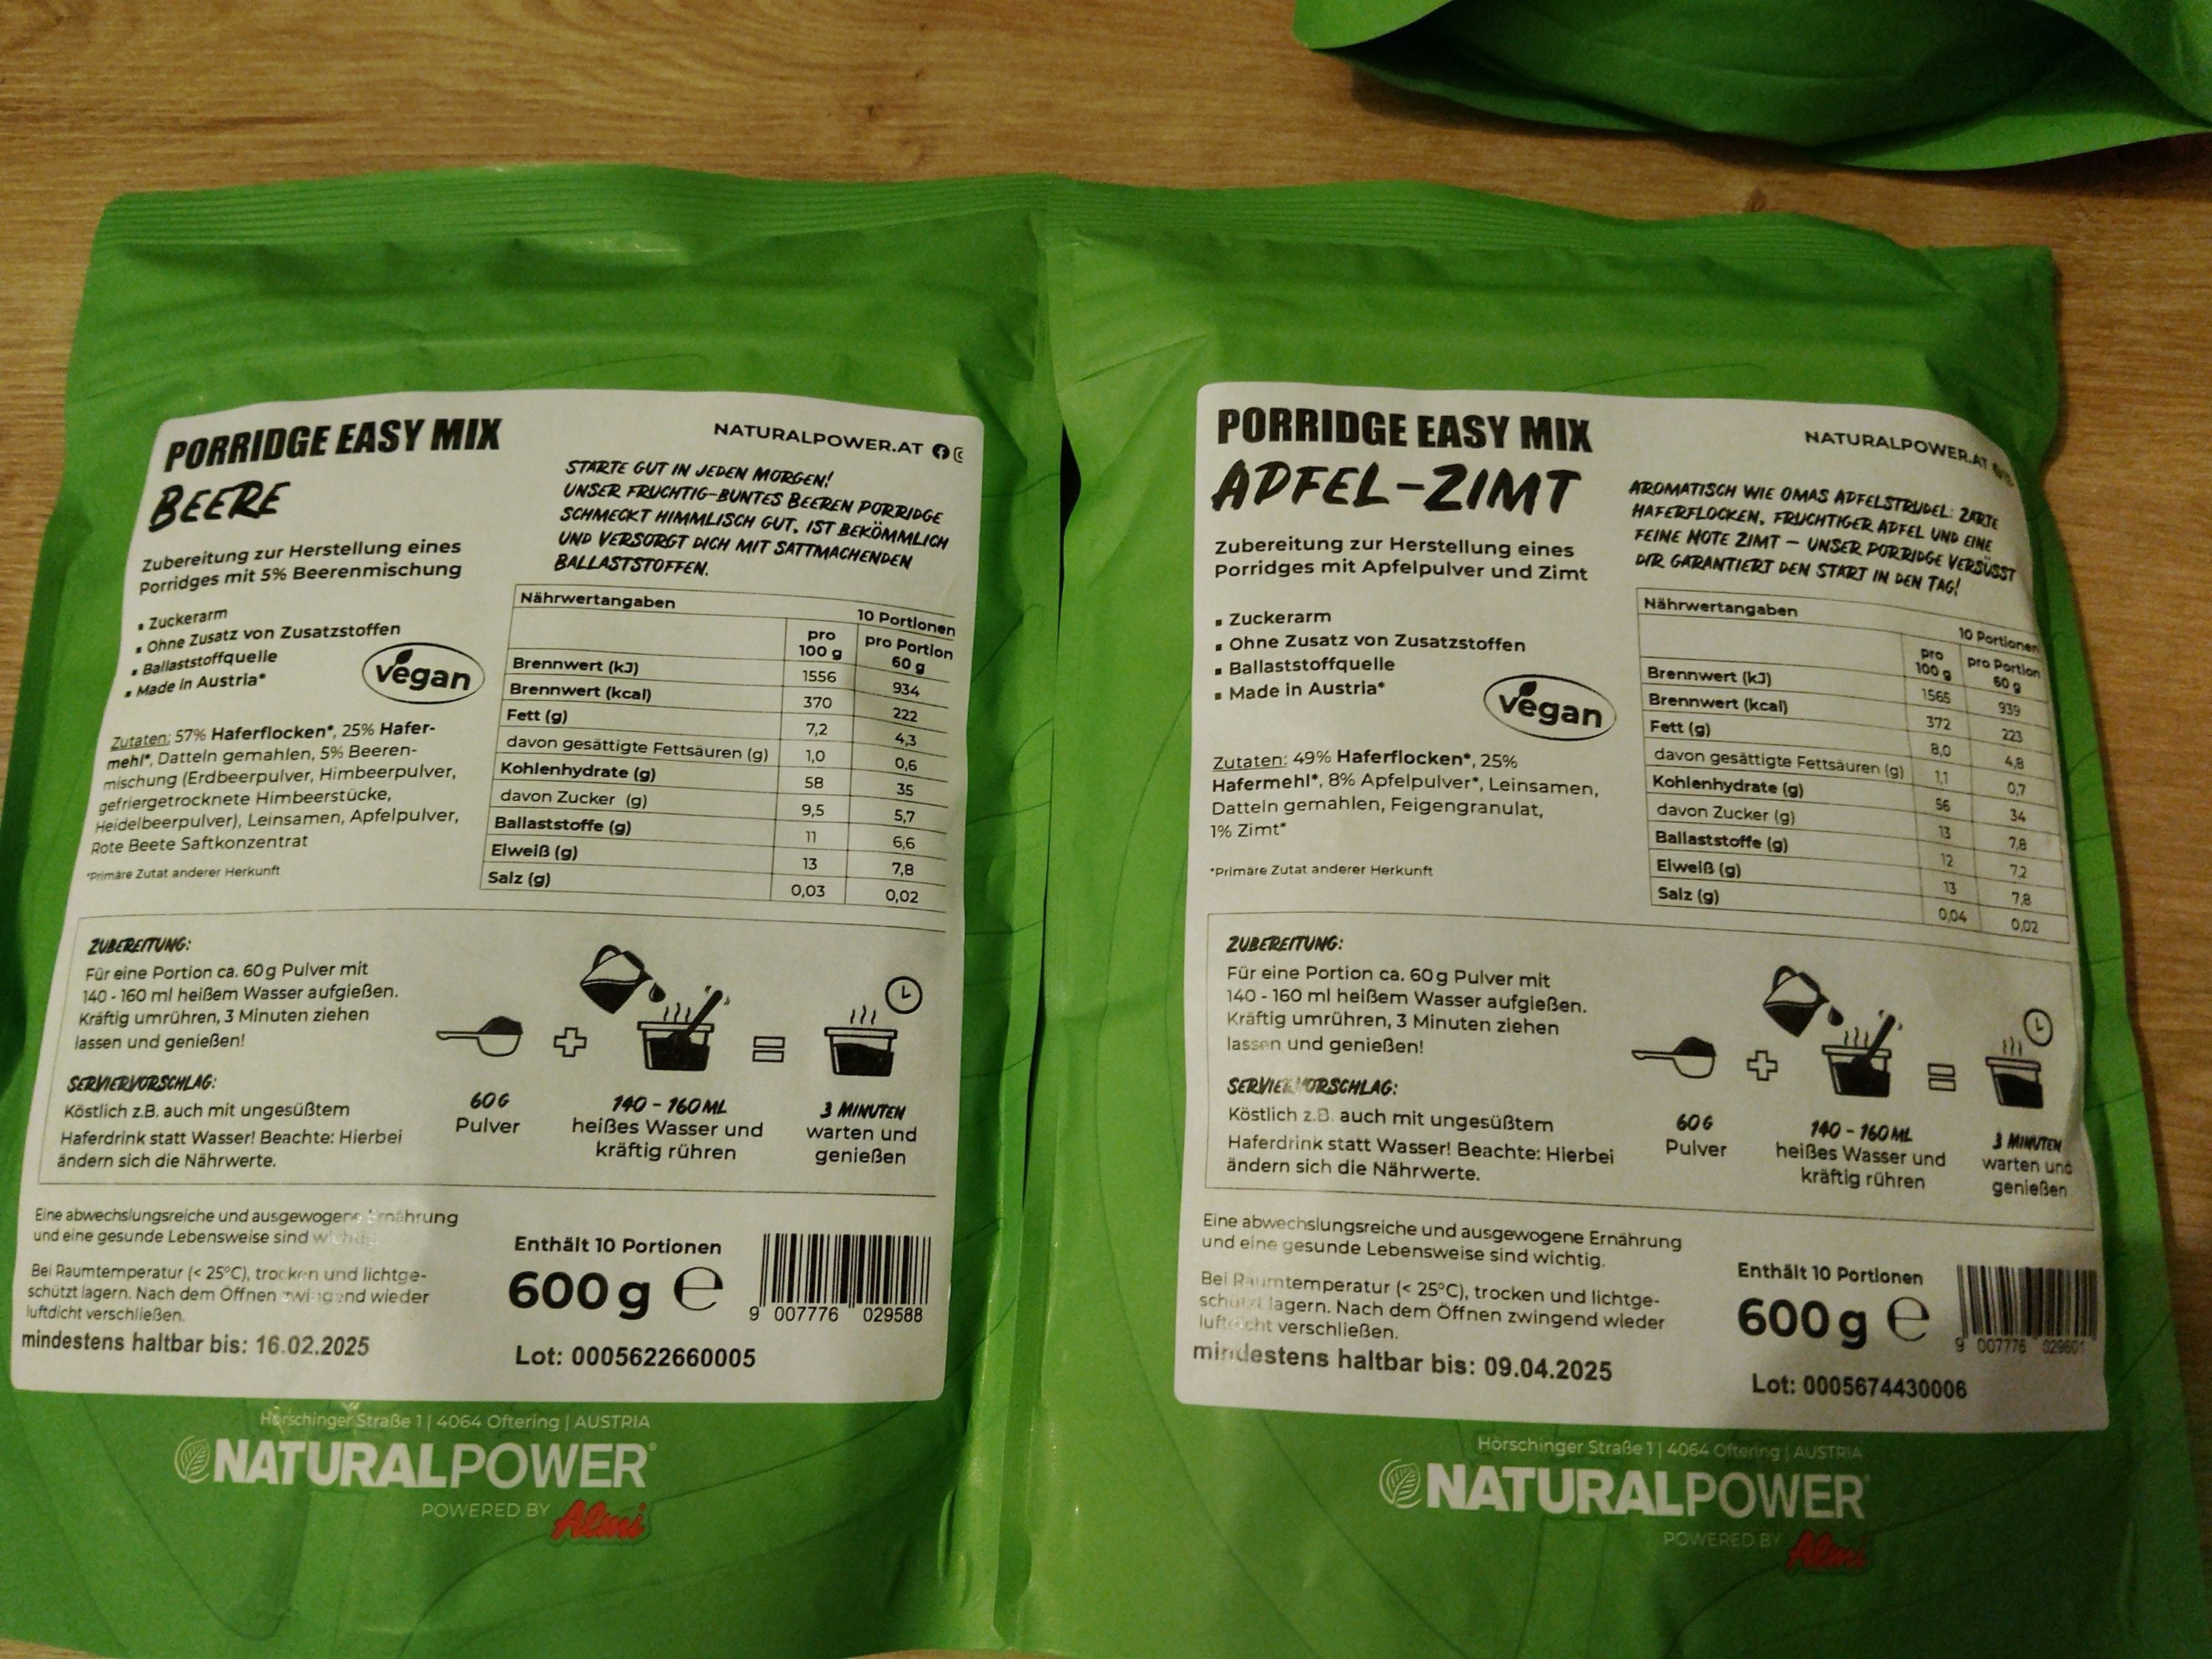 PORRIDGE EASY MIX
BEERE
NATURALPOWER.AT
STARTE GUT IN JEDEN MORGEN!
UNSER FRUCHTIG-BUNTES BEEREN PORRIDGE
SCHMECKT HIMMLISCH GUT, IST BEKÖMMLICH
UND VERSORGT DICH MIT SATTMACHENDEN
BALLASTSTOFFEN.
Zubereitung zur Herstellung eines
Porridges mit 5% Beerenmischung
▪ Zuckerarm
▪ Ohne Zusatz von Zusatzstoffen
▪ Ballaststoffquelle
▪ Made in Austria*
vegan
Zutaten: 57% Haferflocken*, 25% Hafer-
mehl*, Datteln gemahlen, 5% Beeren-
mischung (Erdbeerpulver, Himbeerpulver,
gefriergetrocknete Himbeerstücke,
Heidelbeerpulver), Leinsamen, Apfelpulver,
Rote Beete Saftkonzentrat
*Primäre Zutat anderer Herkunft
Nährwertangaben 10 Portionen
pro 100 g pro Portion 60 g
Brennwert (kJ) 1556 934
Brennwert (kcal) 370 222
Fett (g) 7,2 4,3
davon gesättigte Fettsäuren (g) 1,0 0,6
Kohlenhydrate (g) 58 35
davon Zucker (g) 9,5 5,7
Ballaststoffe (g) 11 6,6
Eiweiß (g) 13 7,8
Salz (g) 0,03 0,02
ZUBEREITUNG:
Für eine Portion ca. 60g Pulver mit
140 - 160 ml heißem Wasser aufgießen.
Kräftig umrühren, 3 Minuten ziehen
lassen und genießen!
SERVIERVORSCHLAG:
Köstlich z.B. auch mit ungesüßtem
Haferdrink statt Wasser! Beachte: Hierbei
ändern sich die Nährwerte.
60G
Pulver
140 - 160ML
heißes Wasser und
kräftig rühren
3 MINUTEN
warten und
genießen
Eine abwechslungsreiche und ausgewogene Ernährung
und eine gesunde Lebensweise sind wichtig.
Bei Raumtemperatur (< 25°C), trocken und lichtge-
schützt lagern. Nach dem Öffnen zwingend wieder
luftdicht verschließen.
mindestens haltbar bis: 16.02.2025
Enthält 10 Portionen
600g e
9 007776 029588
Lot: 0005622660005
Hörschinger Straße 1 | 4064 Oftering | AUSTRIA
NATURALPOWER®
POWERED BY Almi
PORRIDGE EASY MIX
APFEL-ZIMT
NATURALPOWER.AT
AROMATISCH WIE OMAS APFELSTRUDEL: ZARTE
HAFERFLOCKEN, FRUCHTIGER APFEL UND EINE
FEINE NOTE ZIMT – UNSER PORRIDGE VERSÜSST
DIR GARANTIERT DEN START IN DEN TAG!
Zubereitung zur Herstellung eines
Porridges mit Apfelpulver und Zimt
▪ Zuckerarm
▪ Ohne Zusatz von Zusatzstoffen
▪ Ballaststoffquelle
▪ Made in Austria*
vegan
Zutaten: 49% Haferflocken*, 25%
Hafermehl*, 8% Apfelpulver*, Leinsamen,
Datteln gemahlen, Feigengranulat,
1% Zimt*
*Primäre Zutat anderer Herkunft
Nährwertangaben 10 Portionen
pro 100 g pro Portion 60 g
Brennwert (kJ) 1565 939
Brennwert (kcal) 372 223
Fett (g) 8,0 4,8
davon gesättigte Fettsäuren (g) 1,1 0,7
Kohlenhydrate (g) 56 34
davon Zucker (g) 13 7,8
Ballaststoffe (g) 12 7,2
Eiweiß (g) 13 7,8
Salz (g) 0,04 0,02
ZUBEREITUNG:
Für eine Portion ca. 60g Pulver mit
140 - 160 ml heißem Wasser aufgießen.
Kräftig umrühren, 3 Minuten ziehen
lassen und genießen!
SERVIERVORSCHLAG:
Köstlich z.B. auch mit ungesüßtem
Haferdrink statt Wasser! Beachte: Hierbei
ändern sich die Nährwerte.
60G
Pulver
140 - 160ML
heißes Wasser und
kräftig rühren
3 MINUTEN
warten und
genießen
Eine abwechslungsreiche und ausgewogene Ernährung
und eine gesunde Lebensweise sind wichtig.
Bei Raumtemperatur (< 25°C), trocken und lichtge-
schützt lagern. Nach dem Öffnen zwingend wieder
luftdicht verschließen.
mindestens haltbar bis: 09.04.2025
Enthält 10 Portionen
600g e
9 007776 029601
Lot: 0005674430006
Hörschinger Straße 1 | 4064 Oftering | AUSTRIA
NATURALPOWER®
POWERED BY Almi